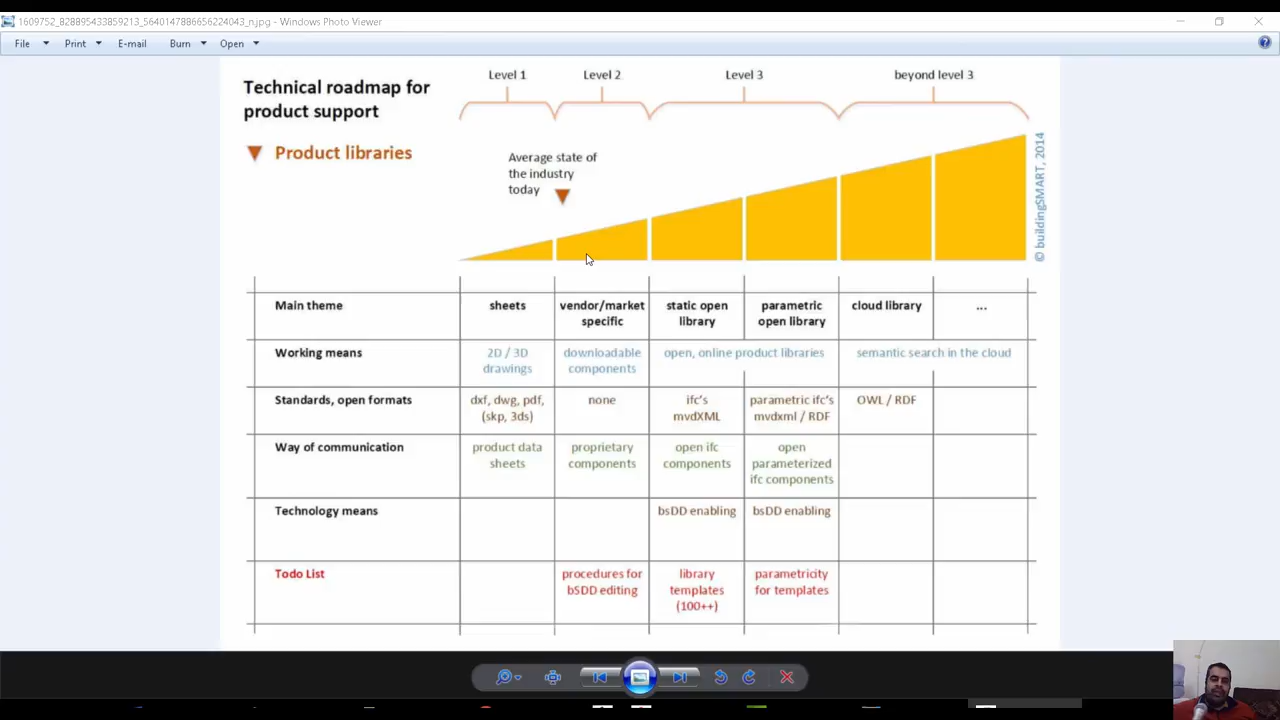 1609752_828895433859213_5640147886656224043_n.jpg - Windows Photo Viewer
File Print E-mail Burn Open
Technical roadmap for
product support
Product libraries
Level 1 Level 2 Level 3 beyond level 3
Average state of
the industry
today
© buildingSMART, 2014
Main theme
sheets
vendor/market
specific
static open
library
parametric
open library
cloud library
...
Working means
2D / 3D
drawings
downloadable
components
open, online product libraries
semantic search in the cloud
Standards, open formats
dxf, dwg, pdf,
(skp, 3ds)
none
ifc's
mvdXML
parametric ifc's
mvdxml / RDF
OWL / RDF
Way of communication
product data
sheets
proprietary
components
open ifc
components
open
parameterized
ifc components
Technology means
bsDD enabling
bsDD enabling
Todo List
procedures for
bSDD editing
library
templates
(100++)
parametricity
for templates